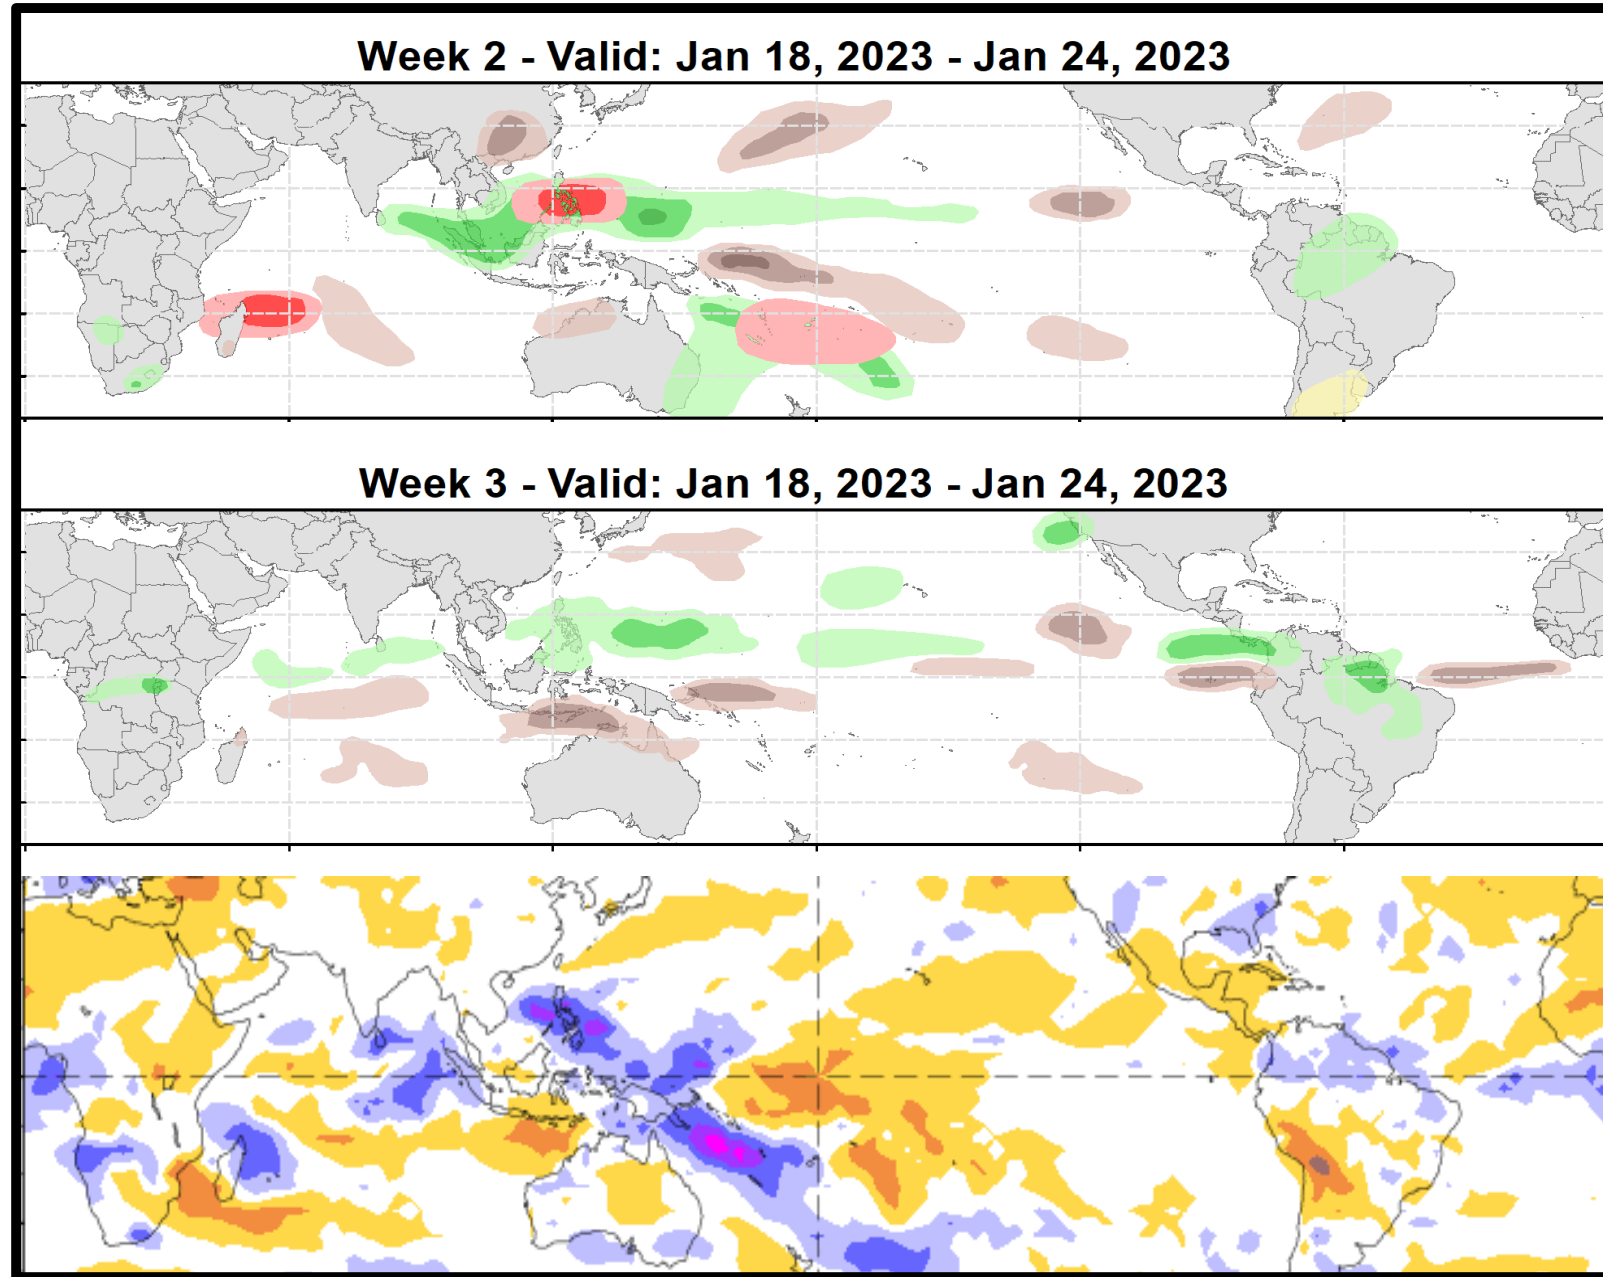 Week 2 - Valid: Jan 18, 2023 - Jan 24, 2023
Week 3 - Valid: Jan 18, 2023 - Jan 24, 2023